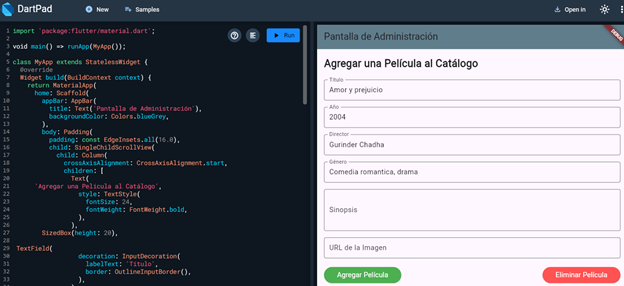 DartPad
New
Samples
Open in
Run
1 import 'package:flutter/material.dart';
2
3 void main() => runApp(MyApp());
4
5 class MyApp extends StatelessWidget {
6 @override
7 Widget build(BuildContext context) {
8 return MaterialApp(
9 home: Scaffold(
10 appBar: AppBar(
11 title: Text('Pantalla de Administración'),
12 backgroundColor: Colors.blueGrey,
13 ),
14 body: Padding(
15 padding: const EdgeInsets.all(16.0),
16 child: SingleChildScrollView(
17 child: Column(
18 crossAxisAlignment: CrossAxisAlignment.start,
19 children: [
20 Text(
21 'Agregar una Película al Catálogo',
22 style: TextStyle(
23 fontSize: 24,
24 fontWeight: FontWeight.bold,
25 ),
26 ),
27 SizedBox(height: 20),
28
29 TextField(
30 decoration: InputDecoration(
31 labelText: 'Título',
32 border: OutlineInputBorder(),
33 ),
Pantalla de Administración
DEBUG
Agregar una Película al Catálogo
Título
Amor y prejuicio
Año
2004
Director
Gurinder Chadha
Género
Comedia romantica, drama
Sinopsis
URL de la Imagen
Agregar Película
Eliminar Película